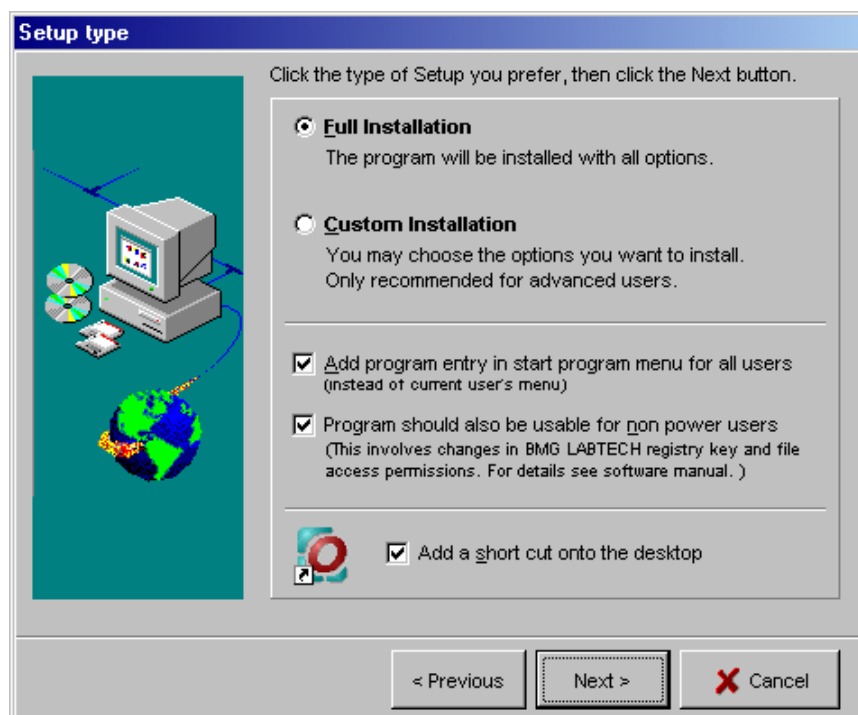 Setup type
Click the type of Setup you prefer, then click the Next button.
Full Installation
The program will be installed with all options.
Custom Installation
You may choose the options you want to install.
Only recommended for advanced users.
Add program entry in start program menu for all users
(instead of current user's menu)
Program should also be usable for non power users
(This involves changes in BMG LABTECH registry key and file
access permissions. For details see software manual. )
Add a short cut onto the desktop
< Previous
Next >
Cancel